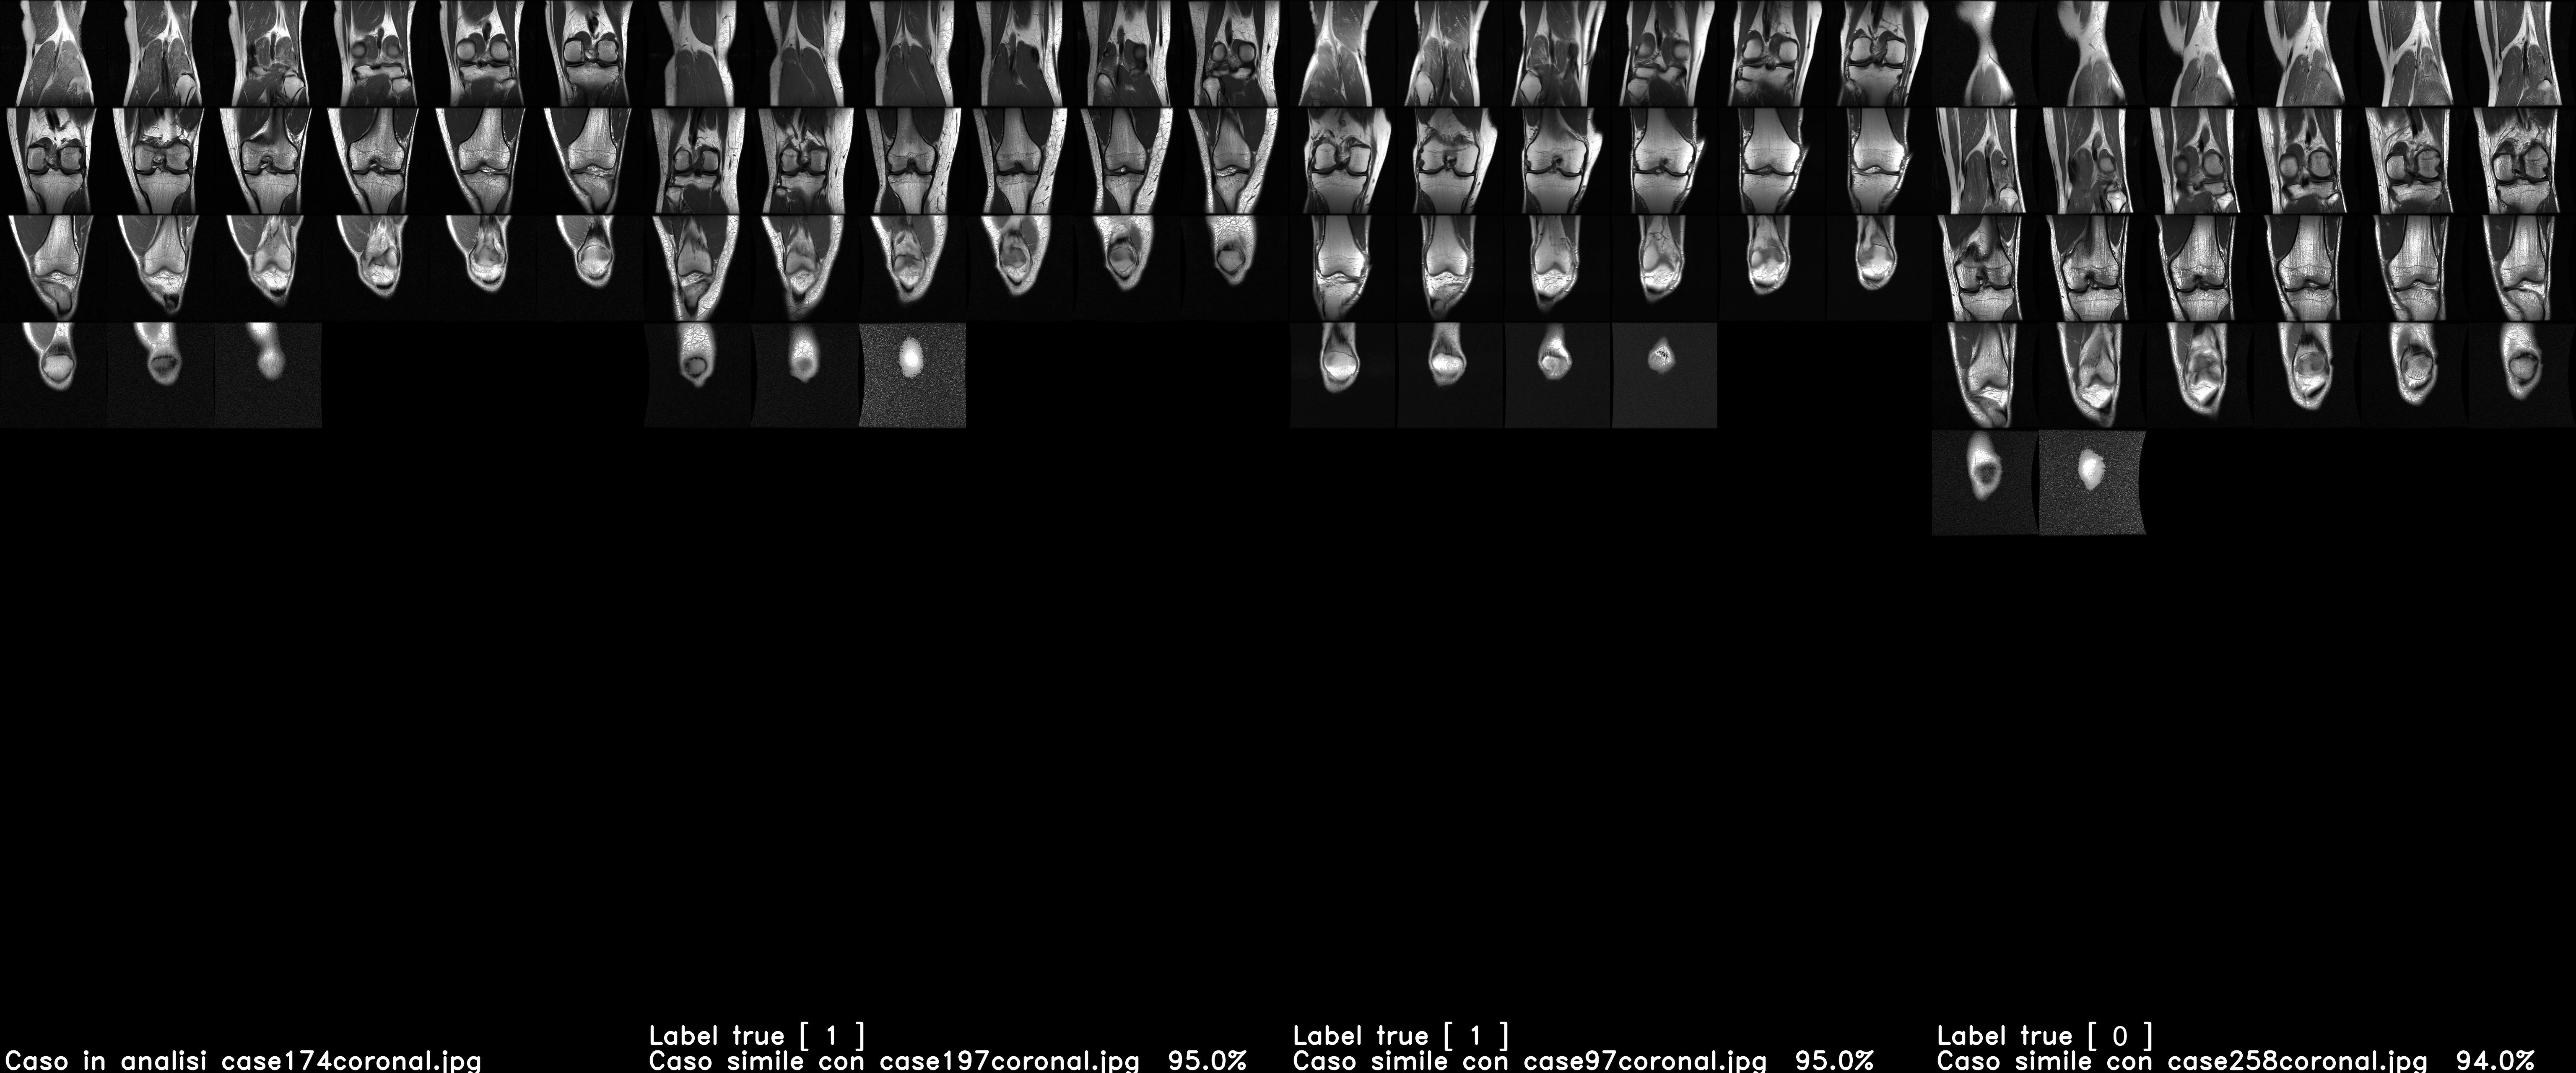 Caso in analisi case174coronal.jpg
Label true [ 1 ]
Caso simile con case197coronal.jpg 95.0%
Label true [ 1 ]
Caso simile con case97coronal.jpg 95.0%
Label true [ 0 ]
Caso simile con case258coronal.jpg 94.0%